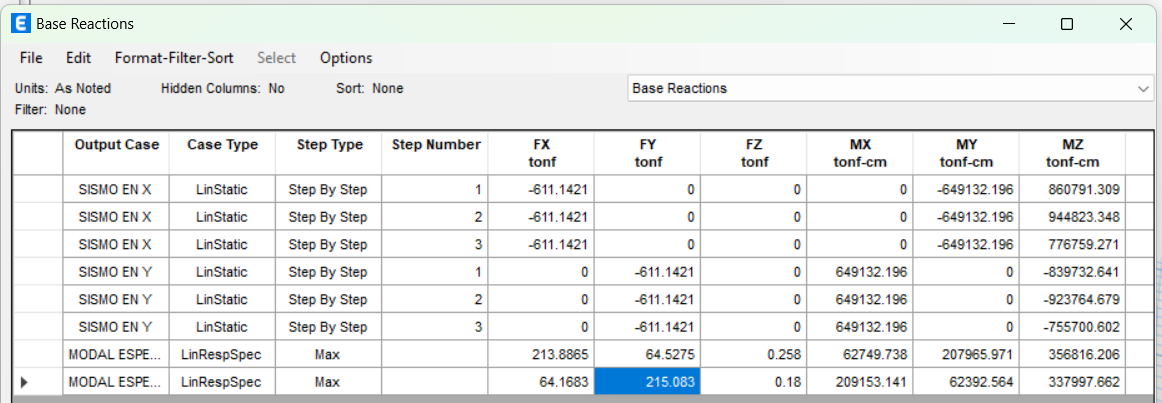 E Base Reactions
File Edit Format-Filter-Sort Select Options
Units: As Noted Hidden Columns: No Sort: None Base Reactions
Filter: None
Output Case Case Type Step Type Step Number FX tonf FY tonf FZ tonf MX tonf-cm MY tonf-cm MZ tonf-cm
SISMO EN X LinStatic Step By Step 1 -611.1421 0 0 0 -649132.196 860791.309
SISMO EN X LinStatic Step By Step 2 -611.1421 0 0 0 -649132.196 944823.348
SISMO EN X LinStatic Step By Step 3 -611.1421 0 0 0 -649132.196 776759.271
SISMO EN Y LinStatic Step By Step 1 0 -611.1421 0 649132.196 0 -839732.641
SISMO EN Y LinStatic Step By Step 2 0 -611.1421 0 649132.196 0 -923764.679
SISMO EN Y LinStatic Step By Step 3 0 -611.1421 0 649132.196 0 -755700.602
MODAL ESPE... LinRespSpec Max 213.8865 64.5275 0.258 62749.738 207965.971 356816.206
MODAL ESPE... LinRespSpec Max 64.1683 215.083 0.18 209153.141 62392.564 337997.662